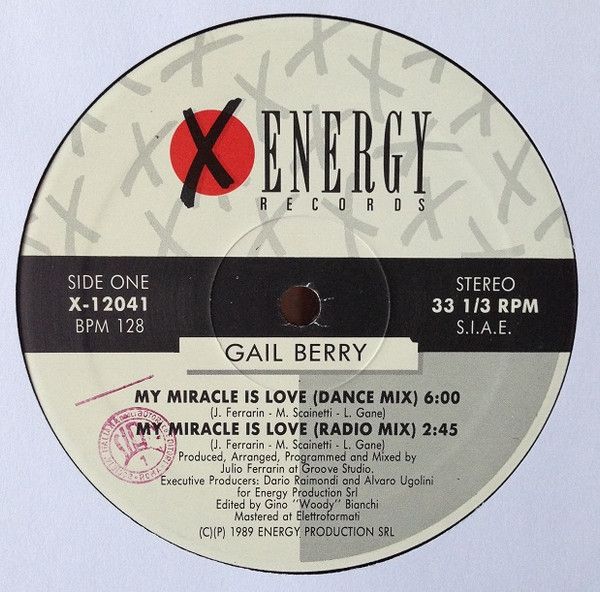 X ENERGY
RECORDS
SIDE ONE
X-12041
BPM 128
STEREO
33 1/3 RPM
S.I.A.E.
GAIL BERRY
MY MIRACLE IS LOVE (DANCE MIX) 6:00
(J. Ferrarin - M. Scainetti - L. Gane)
MY MIRACLE IS LOVE (RADIO MIX) 2:45
(J. Ferrarin - M. Scainetti - L. Gane)
Produced, Arranged, Programmed and Mixed by
Julio Ferrarin at Groove Studio.
Executive Producers: Dario Raimondi and Alvaro Ugolini
for Energy Production Srl
Edited by Gino "Woody" Bianchi
Mastered at Elettroformati
(C)(P) 1989 ENERGY PRODUCTION SRL